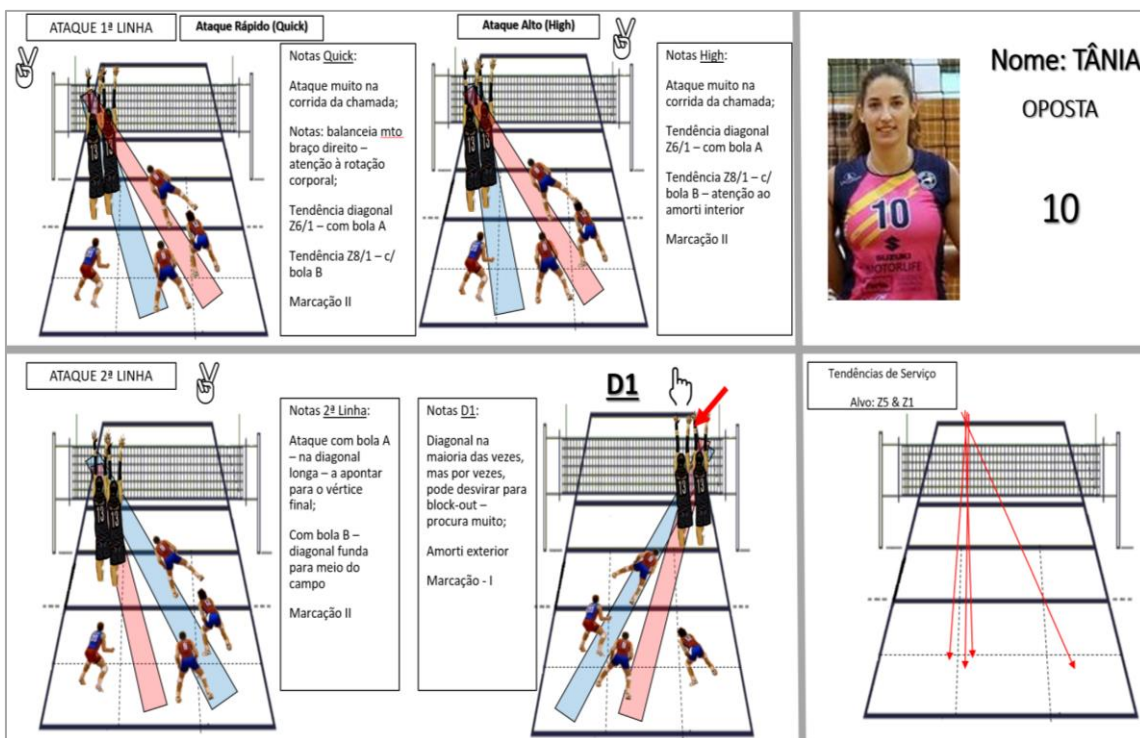 ATAQUE 1ª LINHA
Ataque Rápido (Quick)
Notas Quick:
Ataque muito na
corrida da chamada;
Notas: balanceia mto
braço direito –
atenção à rotação
corporal;
Tendência diagonal
Z6/1 – com bola A
Tendência Z8/1 – c/
bola B
Marcação II
Ataque Alto (High)
Notas High:
Ataque muito na
corrida da chamada;
Tendência diagonal
Z6/1 – com bola A
Tendência Z8/1 – c/
bola B – atenção ao
amorti interior
Marcação II
Nome: TÂNIA
OPOSTA
10
10
SUZUKI
MOTORLIFE
ATAQUE 2ª LINHA
Notas 2ª Linha:
Ataque com bola A
– na diagonal
longa – a apontar
para o vértice
final;
Com bola B –
diagonal funda
para meio do
campo
Marcação II
D1
Notas D1:
Diagonal na
maioria das vezes,
mas por vezes,
pode desvirar para
block-out –
procura muito;
Amorti exterior
Marcação - I
Tendências de Serviço
Alvo: Z5 & Z1